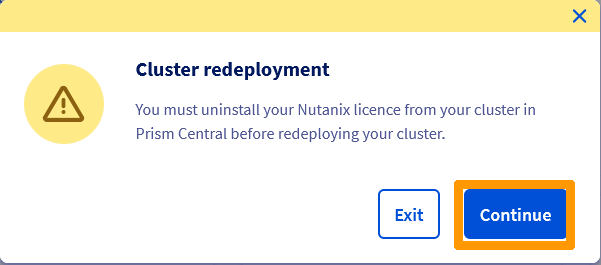 Cluster redeployment
You must uninstall your Nutanix licence from your cluster in
Prism Central before redeploying your cluster.
Exit
Continue